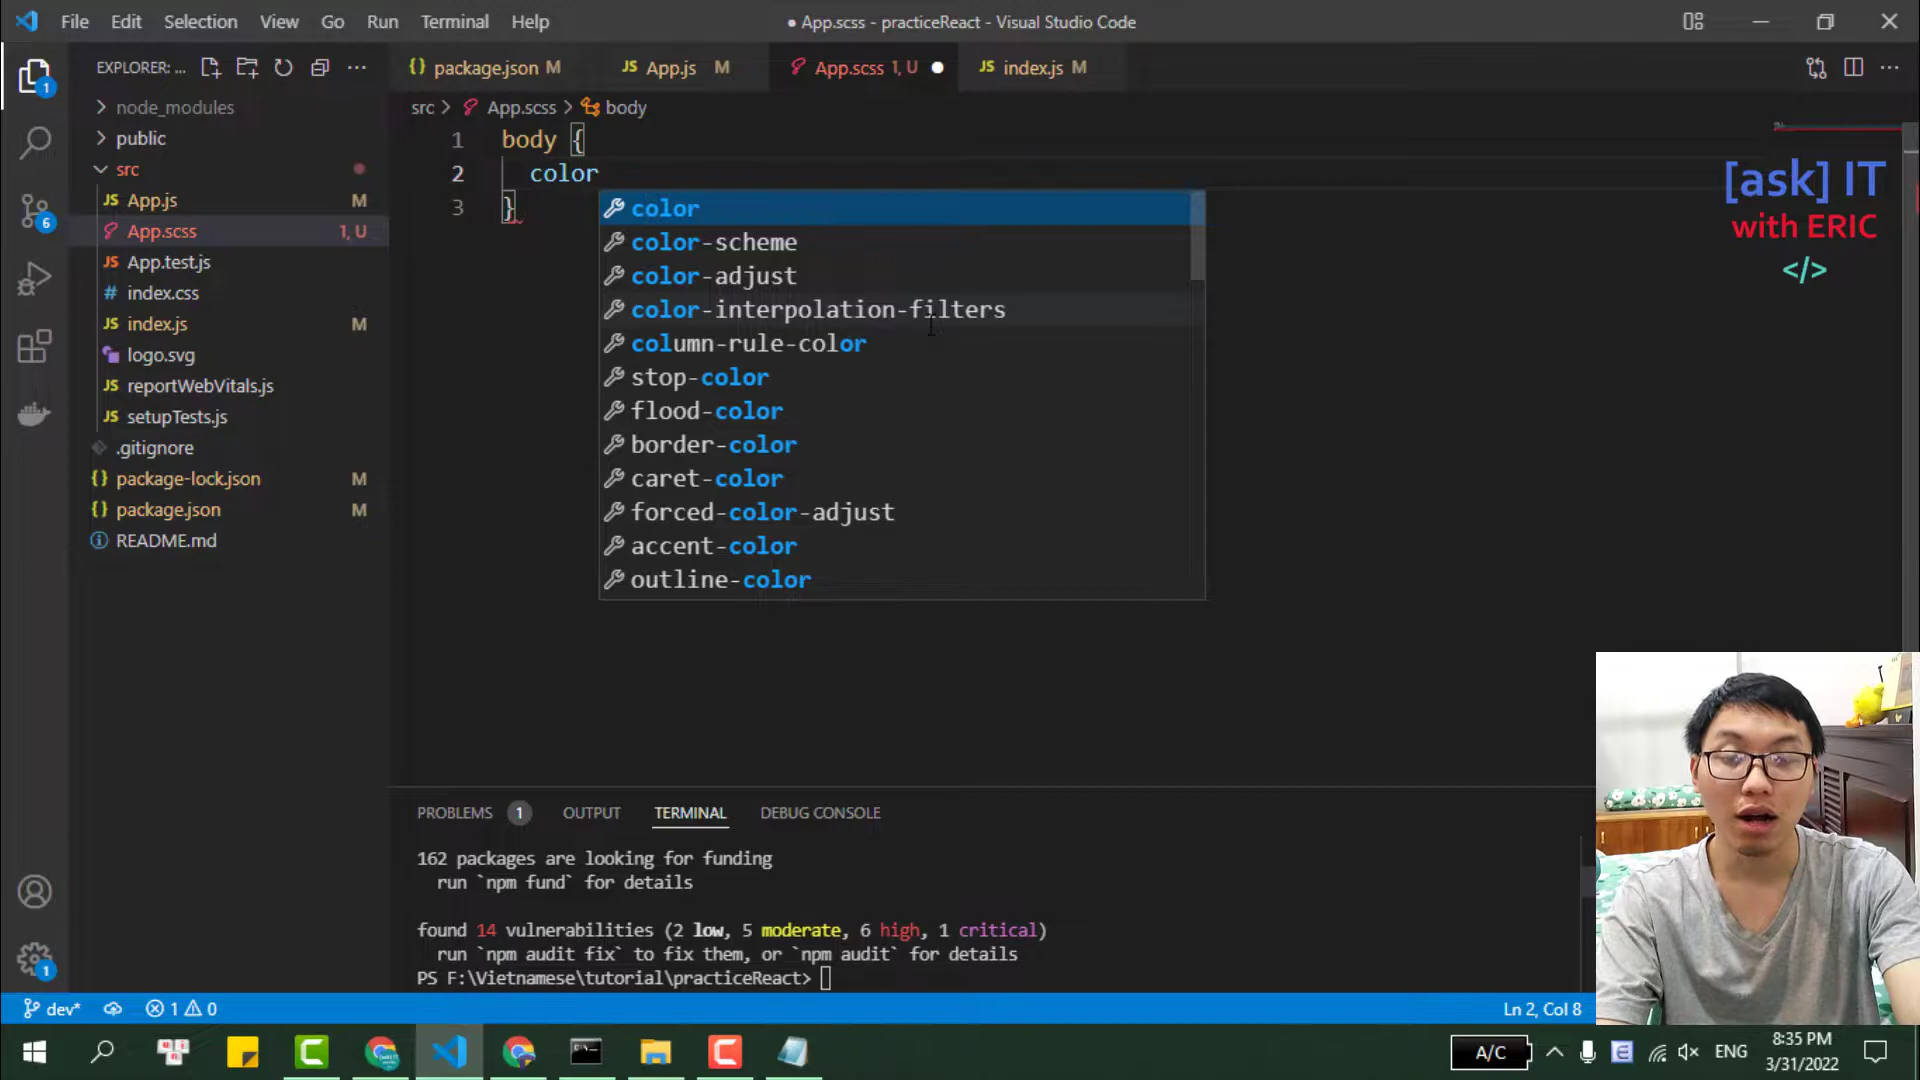 File Edit Selection View Go Run Terminal Help
● App.scss - practiceReact - Visual Studio Code
EXPLORER: ...
node_modules
public
src
App.js M
App.scss 1, U
App.test.js
index.css
index.js M
logo.svg
reportWebVitals.js
setupTests.js
.gitignore
package-lock.json M
package.json M
README.md
1
6
1
package.json M
App.js M
App.scss 1, U
index.js M
src > App.scss > body
1 body {
2 color
3 }
color
color-scheme
color-adjust
color-interpolation-filters
column-rule-color
stop-color
flood-color
border-color
caret-color
forced-color-adjust
accent-color
outline-color
[ask] IT
with ERIC
</>
PROBLEMS 1 OUTPUT TERMINAL DEBUG CONSOLE
162 packages are looking for funding
run `npm fund` for details
found 14 vulnerabilities (2 low, 5 moderate, 6 high, 1 critical)
run `npm audit fix` to fix them, or `npm audit` for details
PS F:\Vietnamese\tutorial\practiceReact>
dev* 1 0
Ln 2, Col 8
A/C
ENG
8:35 PM
3/31/2022